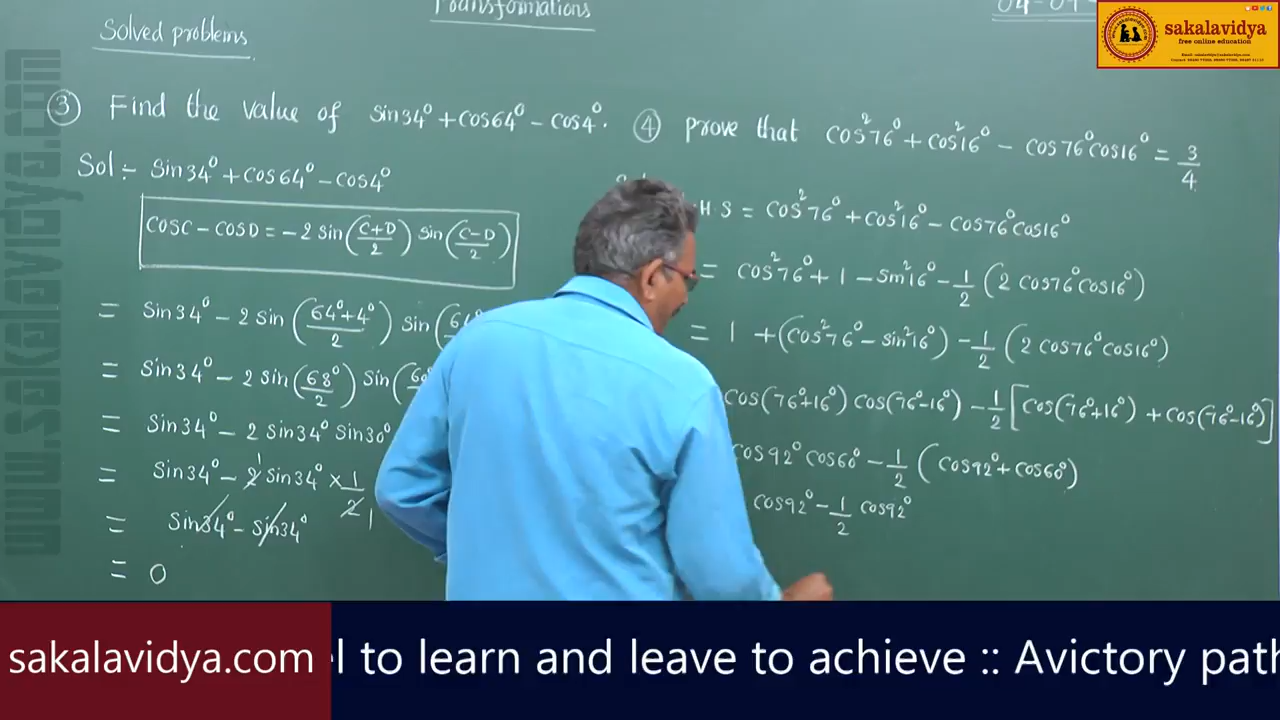 Transformations
04-04-
Solved problems
sakalavidya
free online education
③ Find the value of sin34° + cos64° - cos4°.
Sol :- Sin34° + cos64° - cos4°
cosC - cosD = -2 sin((C+D)/2) sin((C-D)/2)
= Sin34° - 2 sin((64°+4°)/2) Sin(
= Sin34° - 2 sin(68°/2) Sin(
= Sin34° - 2 Sin34° Sin30°
= Sin34° - 2 sin34° × 1/2
= Sin34° - sin34°
= 0
④ prove that cos²76° + cos²16° - cos76°cos16° = 3/4
H.S = cos²76° + cos²16° - cos76°cos16°
= cos²76° + 1 - sin²16° - 1/2 (2 cos76°cos16°)
= 1 + (cos²76° - sin²16°) - 1/2 (2 cos76°cos16°)
cos(76°+16°) cos(76°-16°) - 1/2 [cos(76°+16°) + cos(76°-16°)]
cos92° cos60° - 1/2 (cos92° + cos60°)
cos92° - 1/2 cos92°
www.sakalavidya.com
sakalavidya.com
l to learn and leave to achieve :: Avictory path